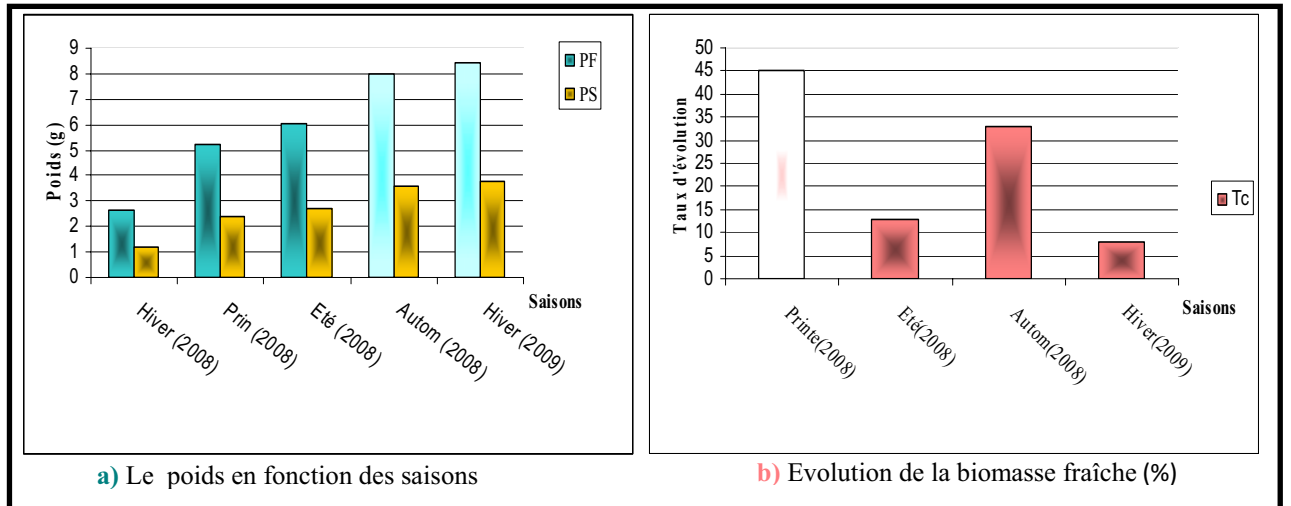 9
8
7
6
5
4
3
2
1
0
Poids (g)
PF
PS
Saisons
Hiver (2008)
Prin (2008)
Eté (2008)
Autom (2008)
Hiver (2009)
a) Le poids en fonction des saisons
50
45
40
35
30
25
20
15
10
5
0
Taux d'évolution
Tc
Saisons
Printe(2008)
Eté(2008)
Autom(2008)
Hiver(2009)
b) Evolution de la biomasse fraîche (%)